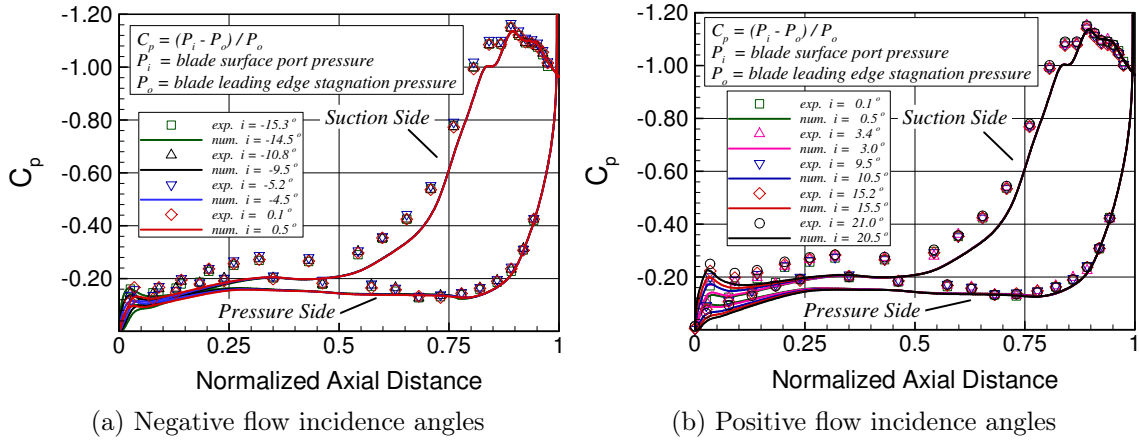 -1.20
-1.00
-0.80
-0.60
-0.40
-0.20
C_p
C_p = (P_i - P_o) / P_o
P_i = blade surface port pressure
P_o = blade leading edge stagnation pressure
exp. i = -15.3°
num. i = -14.5°
exp. i = -10.8°
num. i = -9.5°
exp. i = -5.2°
num. i = -4.5°
exp. i = 0.1°
num. i = 0.5°
Suction Side
Pressure Side
0 0.25 0.5 0.75 1
Normalized Axial Distance
(a) Negative flow incidence angles
-1.20
-1.00
-0.80
-0.60
-0.40
-0.20
C_p
C_p = (P_i - P_o) / P_o
P_i = blade surface port pressure
P_o = blade leading edge stagnation pressure
exp. i = 0.1°
num. i = 0.5°
exp. i = 3.4°
num. i = 3.0°
exp. i = 9.5°
num. i = 10.5°
exp. i = 15.2°
num. i = 15.5°
exp. i = 21.0°
num. i = 20.5°
Suction Side
Pressure Side
0 0.25 0.5 0.75 1
Normalized Axial Distance
(b) Positive flow incidence angles